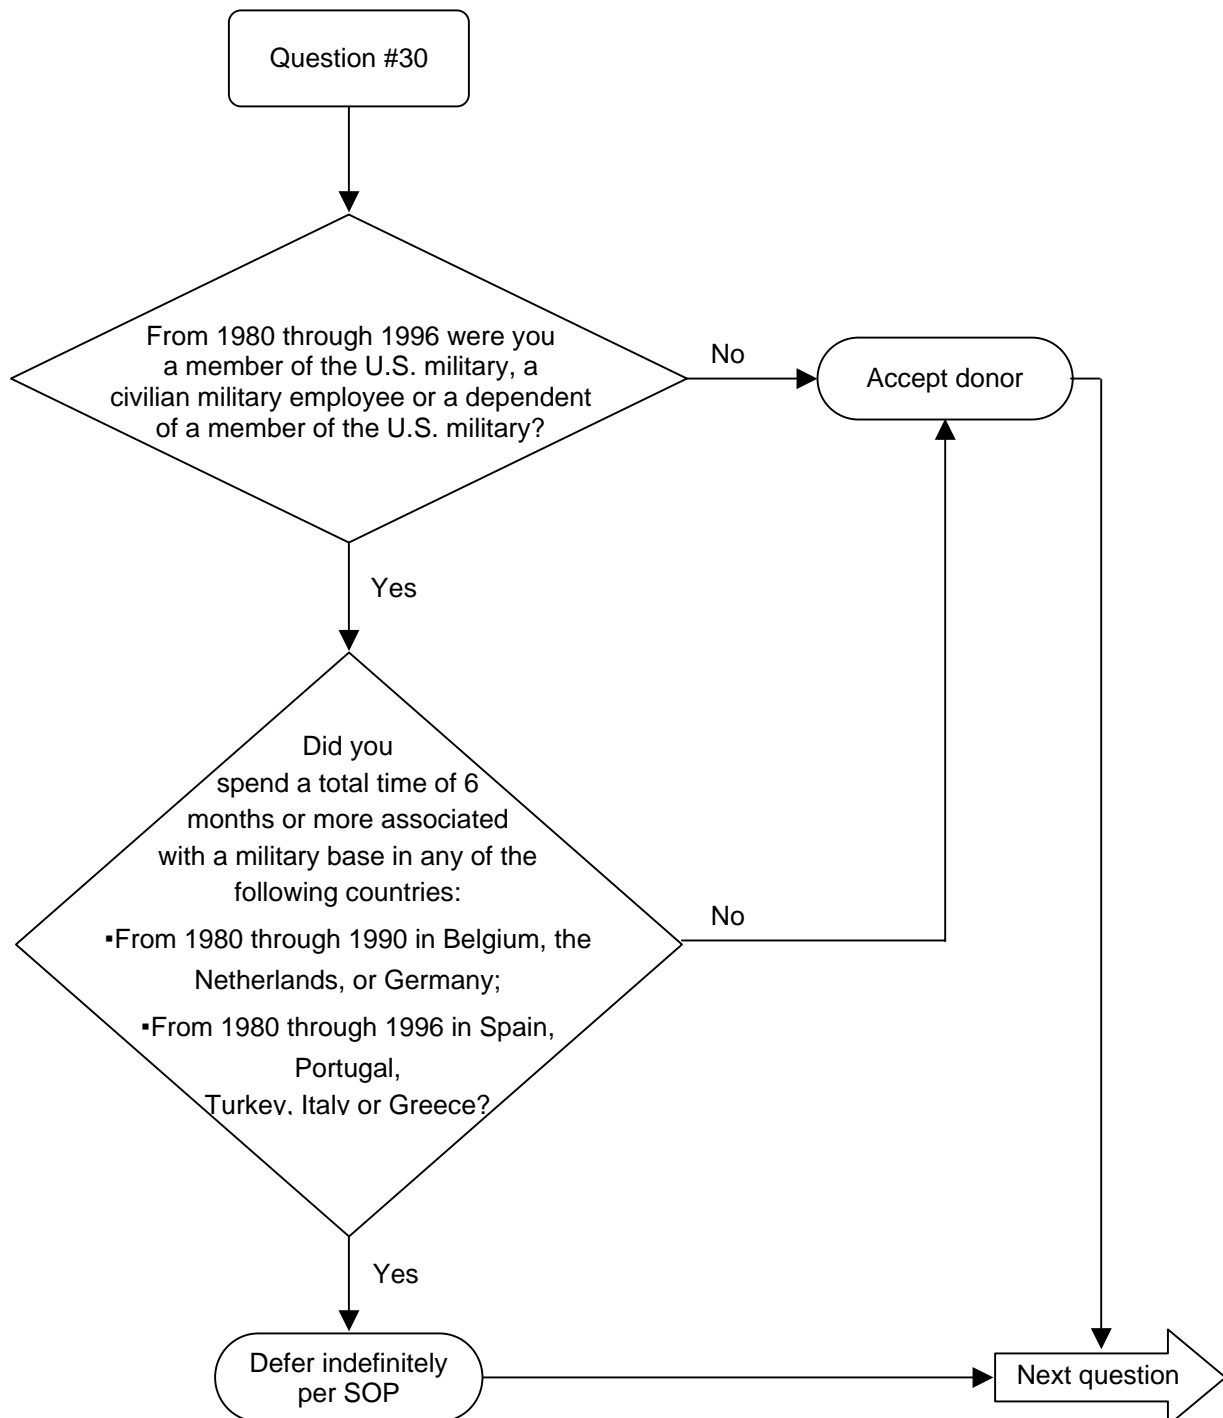 Question #30
From 1980 through 1996 were you
a member of the U.S. military, a
civilian military employee or a dependent
of a member of the U.S. military?
No
Accept donor
Yes
Did you
spend a total time of 6
months or more associated
with a military base in any of the
following countries:
▪From 1980 through 1990 in Belgium, the
Netherlands, or Germany;
▪From 1980 through 1996 in Spain,
Portugal,
Turkey, Italy or Greece?
No
Yes
Defer indefinitely
per SOP
Next question